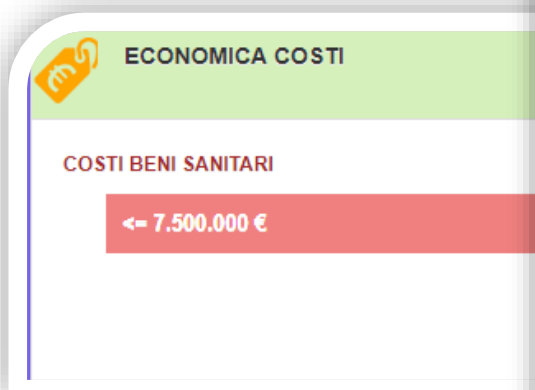 ECONOMICA COSTI
COSTI BENI SANITARI
<= 7.500.000 €